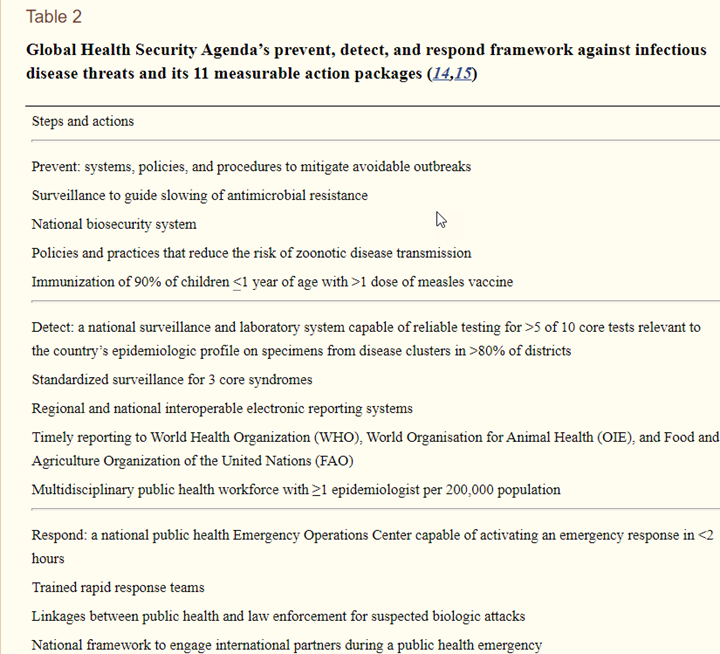 Table 2
Global Health Security Agenda’s prevent, detect, and respond framework against infectious
disease threats and its 11 measurable action packages (14,15)
Steps and actions
Prevent: systems, policies, and procedures to mitigate avoidable outbreaks
Surveillance to guide slowing of antimicrobial resistance
National biosecurity system
Policies and practices that reduce the risk of zoonotic disease transmission
Immunization of 90% of children ≤1 year of age with >1 dose of measles vaccine
Detect: a national surveillance and laboratory system capable of reliable testing for >5 of 10 core tests relevant to
the country’s epidemiologic profile on specimens from disease clusters in >80% of districts
Standardized surveillance for 3 core syndromes
Regional and national interoperable electronic reporting systems
Timely reporting to World Health Organization (WHO), World Organisation for Animal Health (OIE), and Food and
Agriculture Organization of the United Nations (FAO)
Multidisciplinary public health workforce with ≥1 epidemiologist per 200,000 population
Respond: a national public health Emergency Operations Center capable of activating an emergency response in <2
hours
Trained rapid response teams
Linkages between public health and law enforcement for suspected biologic attacks
National framework to engage international partners during a public health emergency